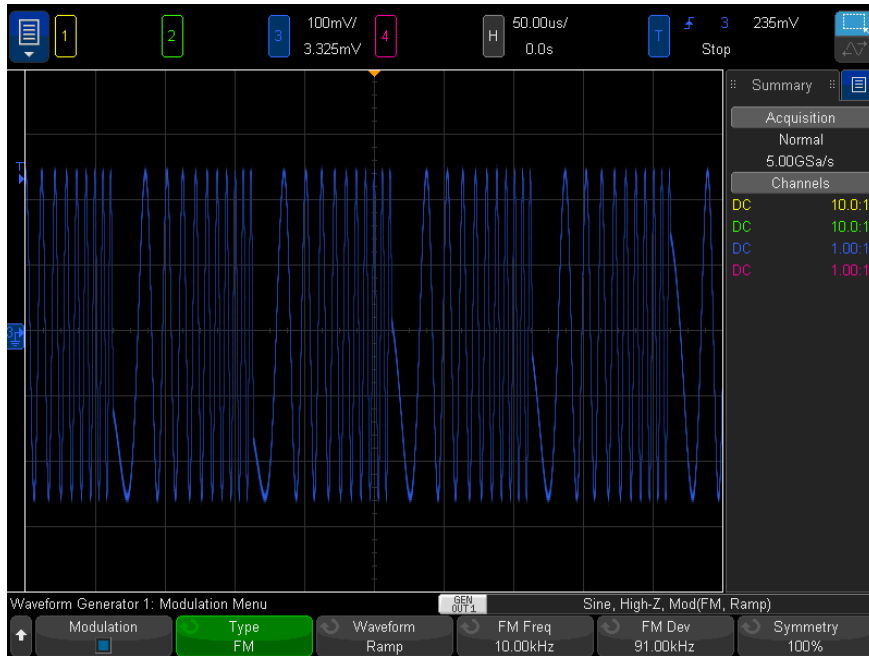 1 2 3 100mV/ 4 H 50.00us/ T 3 235mV
3.325mV 0.0s Stop
Summary
Acquisition
Normal
5.00GSa/s
Channels
DC 10.0:1
DC 10.0:1
DC 1.00:1
DC 1.00:1
T
3
Waveform Generator 1: Modulation Menu GEN OUT1 Sine, High-Z, Mod(FM, Ramp)
Modulation Type Waveform FM Freq FM Dev Symmetry
FM Ramp 10.00kHz 91.00kHz 100%